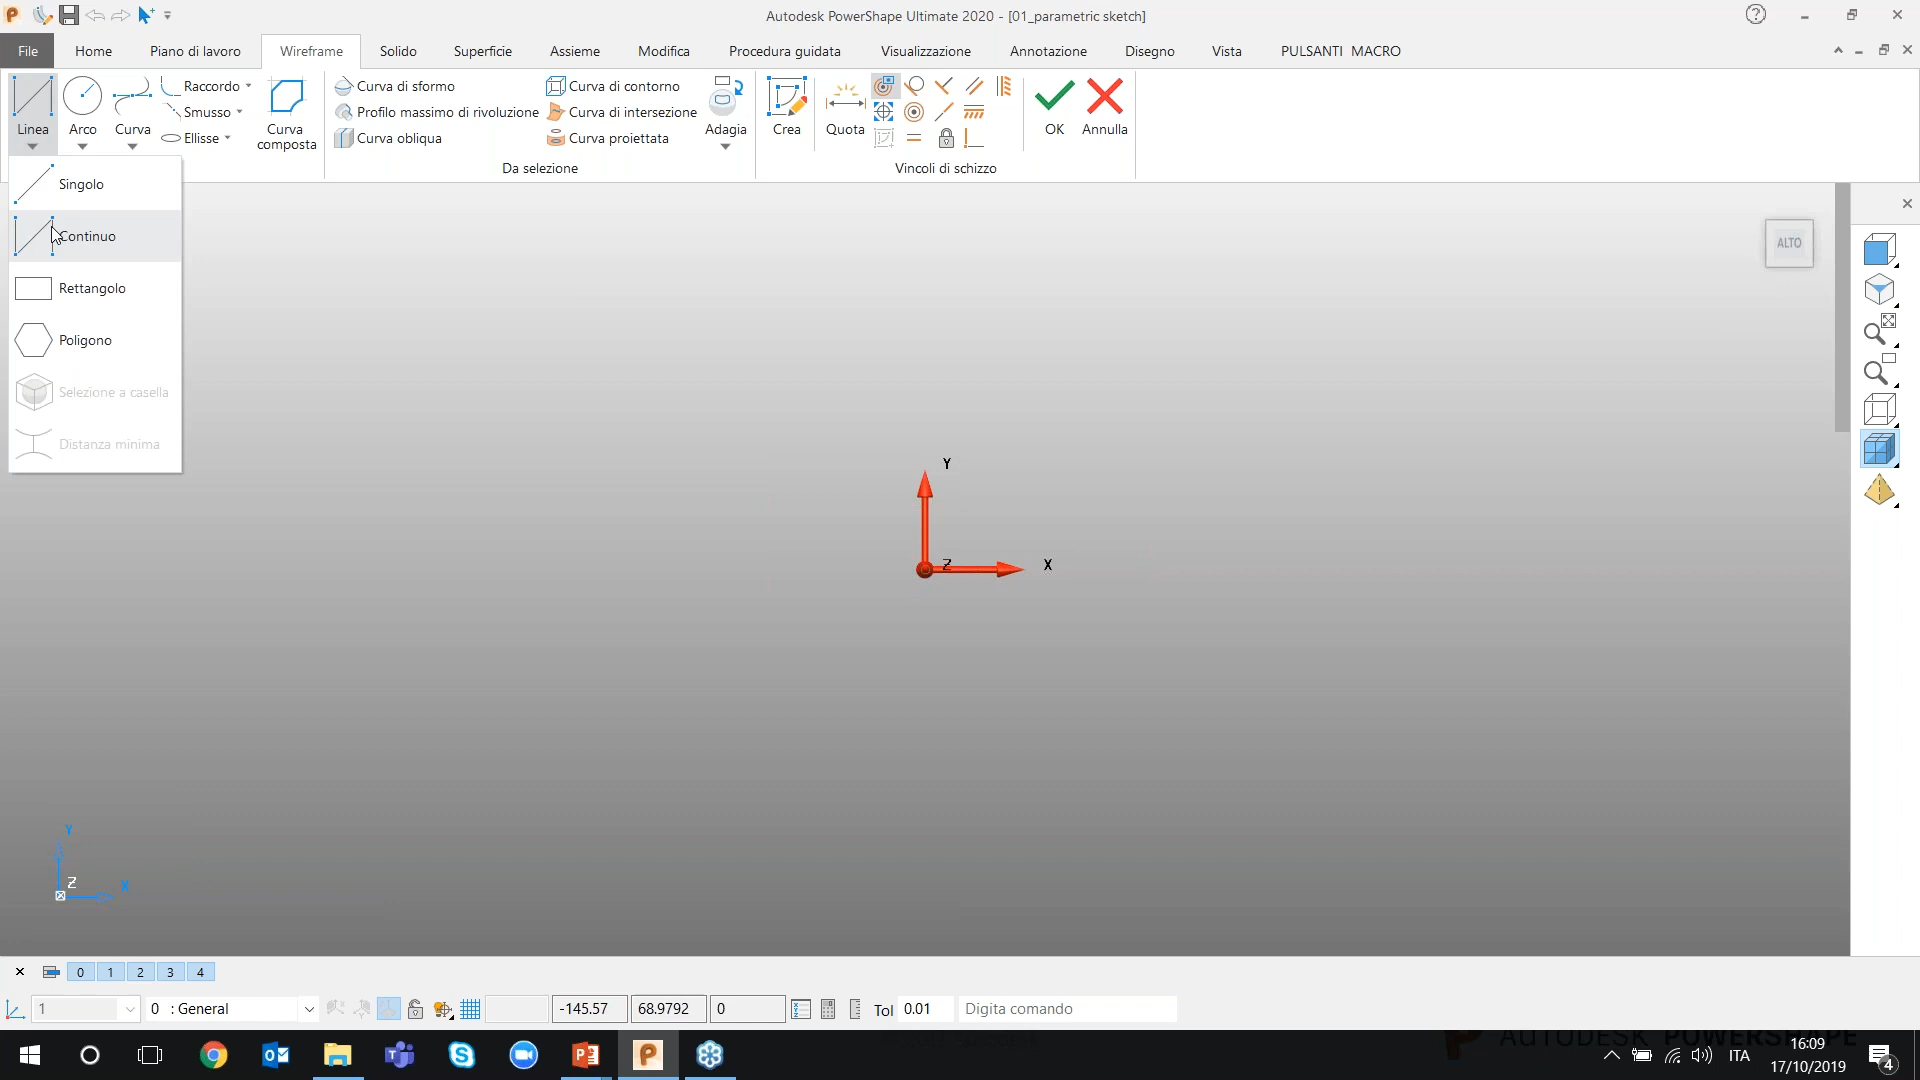 Autodesk PowerShape Ultimate 2020 - [01_parametric sketch]
File Home Piano di lavoro Wireframe Solido Superficie Assieme Modifica Procedura guidata Visualizzazione Annotazione Disegno Vista PULSANTI MACRO
Linea
Arco
Curva
Raccordo
Smusso
Ellisse
Curva
composta
Curva di sformo
Profilo massimo di rivoluzione
Curva obliqua
Curva di contorno
Curva di intersezione
Curva proiettata
Adagia
Da selezione
Crea
Quota
Vincoli di schizzo
OK
Annulla
Singolo
Continuo
Rettangolo
Poligono
Selezione a casella
Distanza minima
ALTO
Y
Z
X
Y
Z
X
0 1 2 3 4
1
0 : General
-145.57
68.9792
0
Tol 0.01
Digita comando
AUTODESK POWERSHAPE
ITA
16:09
17/10/2019
4